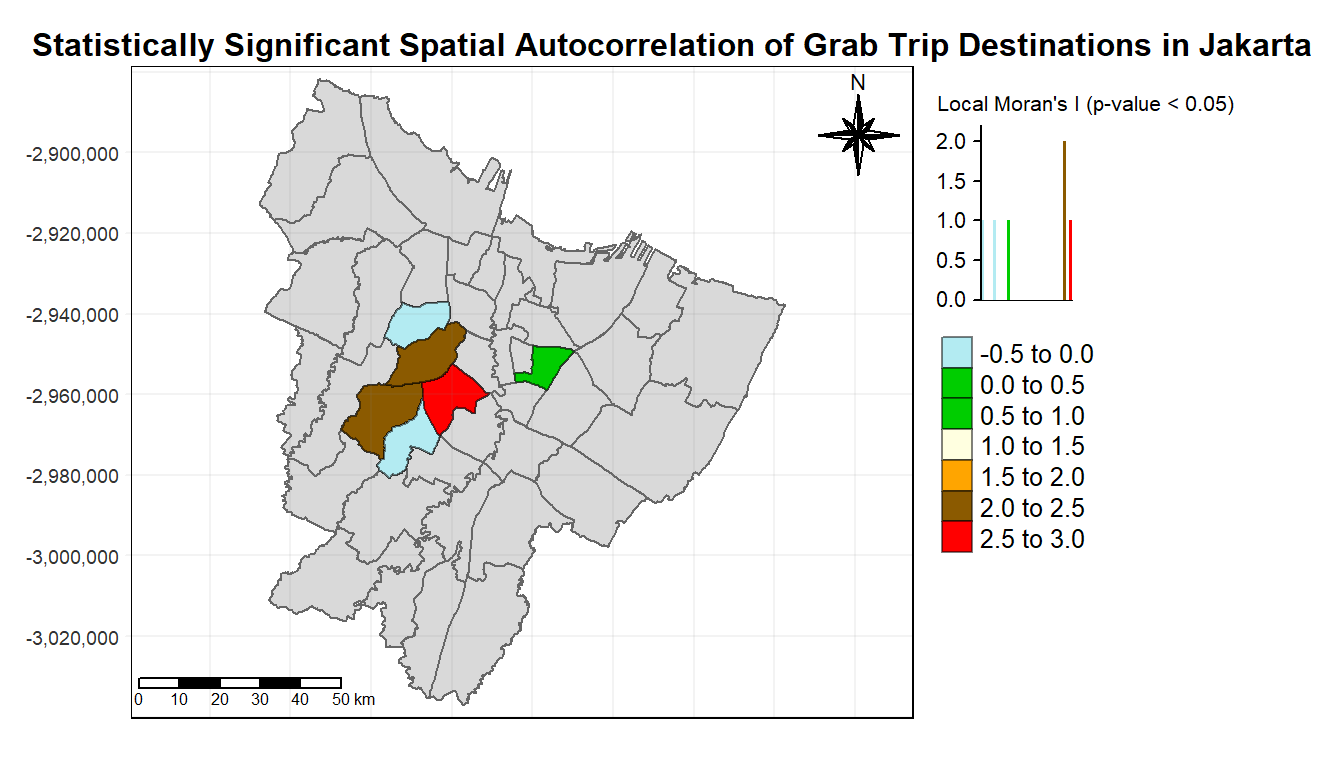 Statistically Significant Spatial Autocorrelation of Grab Trip Destinations in Jakarta
N
-2,900,000
-2,920,000
-2,940,000
-2,960,000
-2,980,000
-3,000,000
-3,020,000
0 10 20 30 40 50 km
Local Moran's I (p-value < 0.05)
2.0
1.5
1.0
0.5
0.0
-0.5 to 0.0
0.0 to 0.5
0.5 to 1.0
1.0 to 1.5
1.5 to 2.0
2.0 to 2.5
2.5 to 3.0